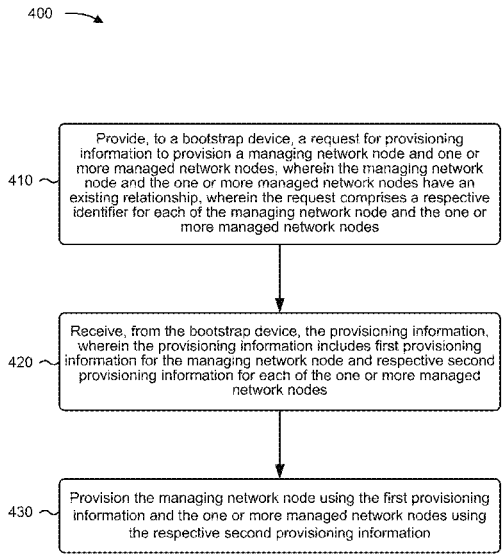 400
Provide, to a bootstrap device, a request for provisioning
information to provision a managing network node and one or
more managed network nodes, wherein the managing network
node and the one or more managed network nodes have an
existing relationship, wherein the request comprises a respective
identifier for each of the managing network node and the one or
more managed network nodes
410
Receive, from the bootstrap device, the provisioning information,
wherein the provisioning information includes first provisioning
information for the managing network node and respective second
provisioning information for each of the one or more managed
network nodes
420
Provision the managing network node using the first provisioning
information and the one or more managed network nodes using
the respective second provisioning information
430